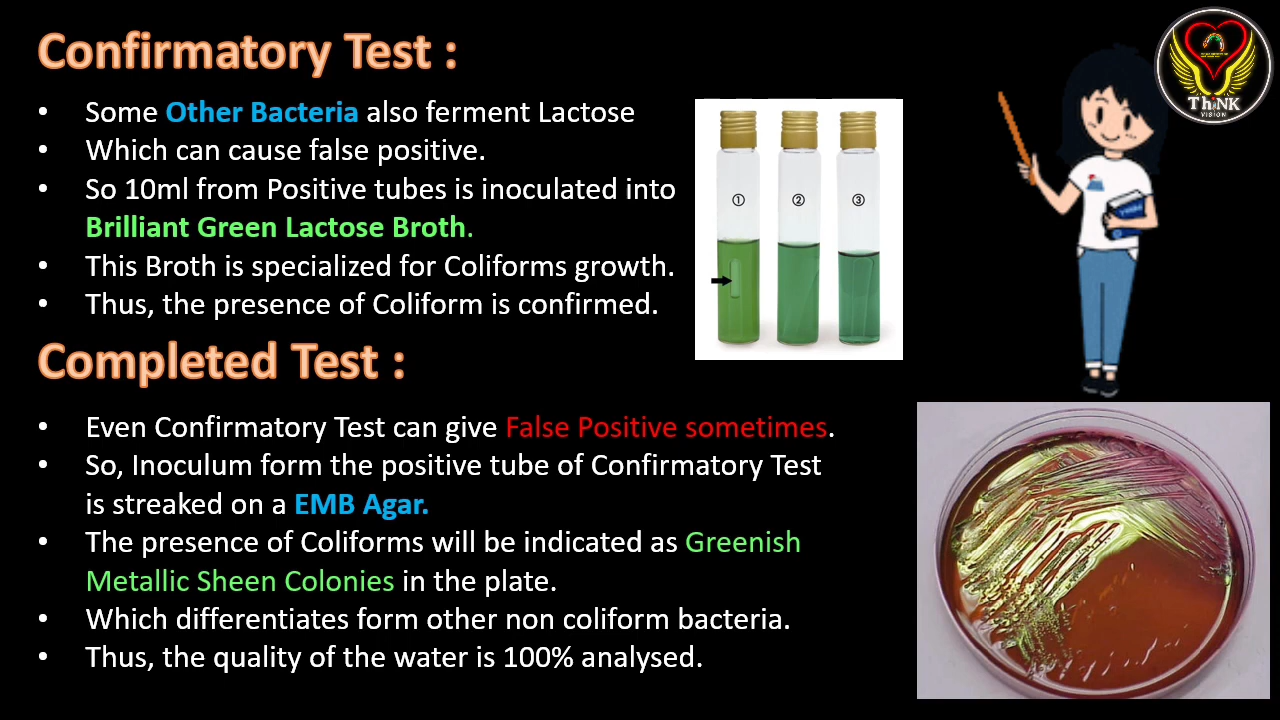 Confirmatory Test :
• Some Other Bacteria also ferment Lactose
• Which can cause false positive.
• So 10ml from Positive tubes is inoculated into
Brilliant Green Lactose Broth.
• This Broth is specialized for Coliforms growth.
• Thus, the presence of Coliform is confirmed.
① ② ③
Completed Test :
• Even Confirmatory Test can give False Positive sometimes.
• So, Inoculum form the positive tube of Confirmatory Test
is streaked on a EMB Agar.
• The presence of Coliforms will be indicated as Greenish
Metallic Sheen Colonies in the plate.
• Which differentiates form other non coliform bacteria.
• Thus, the quality of the water is 100% analysed.
ThiNK
VISION